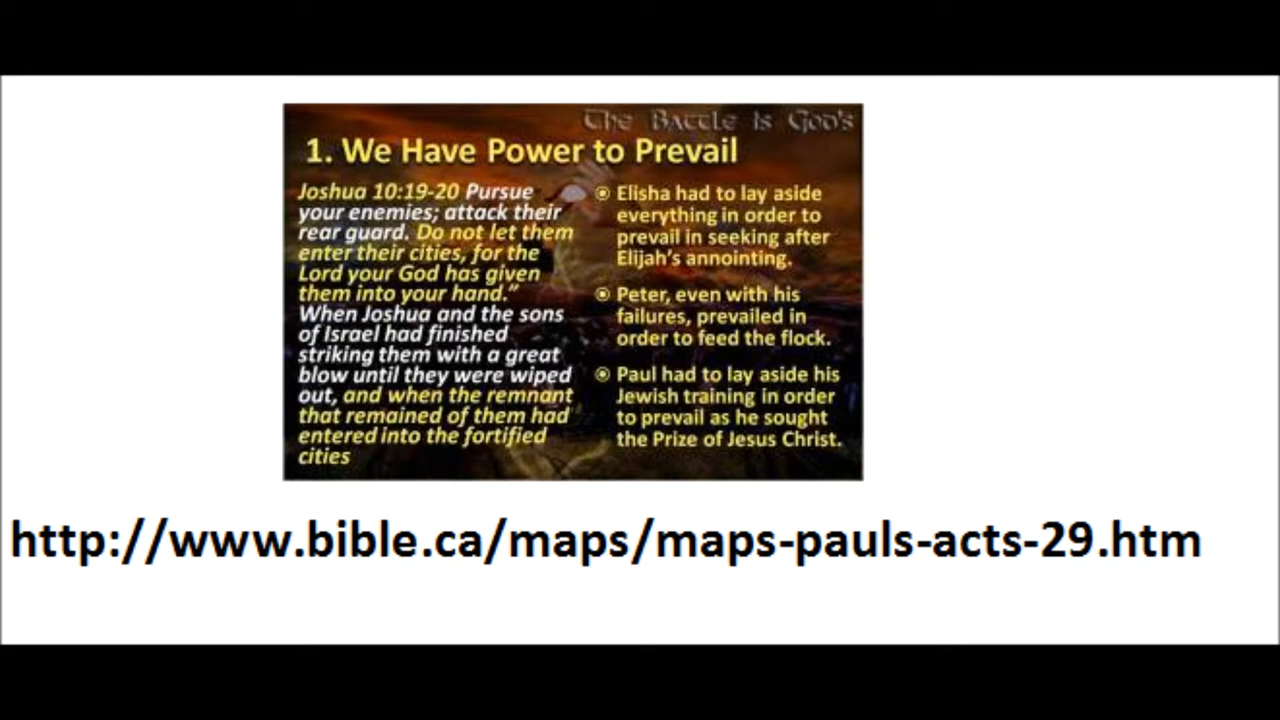 The Battle Is God's
1. We Have Power to Prevail
Joshua 10:19-20 Pursue
your enemies; attack their
rear guard. Do not let them
enter their cities, for the
Lord your God has given
them into your hand.”
When Joshua and the sons
of Israel had finished
striking them with a great
blow until they were wiped
out, and when the remnant
that remained of them had
entered into the fortified
cities
Elisha had to lay aside
everything in order to
prevail in seeking after
Elijah’s annointing.
Peter, even with his
failures, prevailed in
order to feed the flock.
Paul had to lay aside his
Jewish training in order
to prevail as he sought
the Prize of Jesus Christ.
http://www.bible.ca/maps/maps-pauls-acts-29.htm